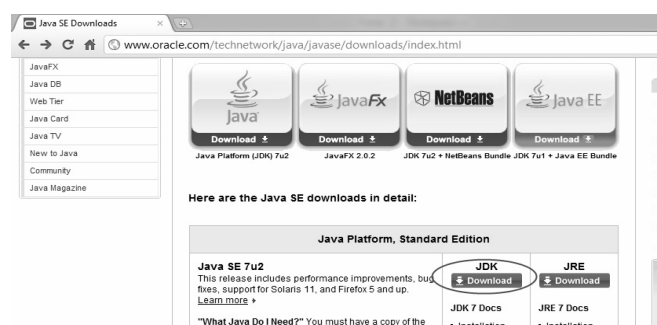 Java SE Downloads
www.oracle.com/technetwork/java/javase/downloads/index.html
JavaFX
Java DB
Web Tier
Java Card
Java TV
New to Java
Community
Java Magazine
Java
JavaFX
NetBeans
Java EE
Download
Download
Download
Download
Java Platform (JDK) 7u2
JavaFX 2.0.2
JDK 7u2 + NetBeans Bundle
JDK 7u1 + Java EE Bundle
Here are the Java SE downloads in detail:
Java Platform, Standard Edition
Java SE 7u2
This release includes performance improvements, bug
fixes, support for Solaris 11, and Firefox 5 and up.
Learn more
"What Java Do I Need?" You must have a copy of the
JDK
Download
JDK 7 Docs
Installation
JRE
Download
JRE 7 Docs
Installation